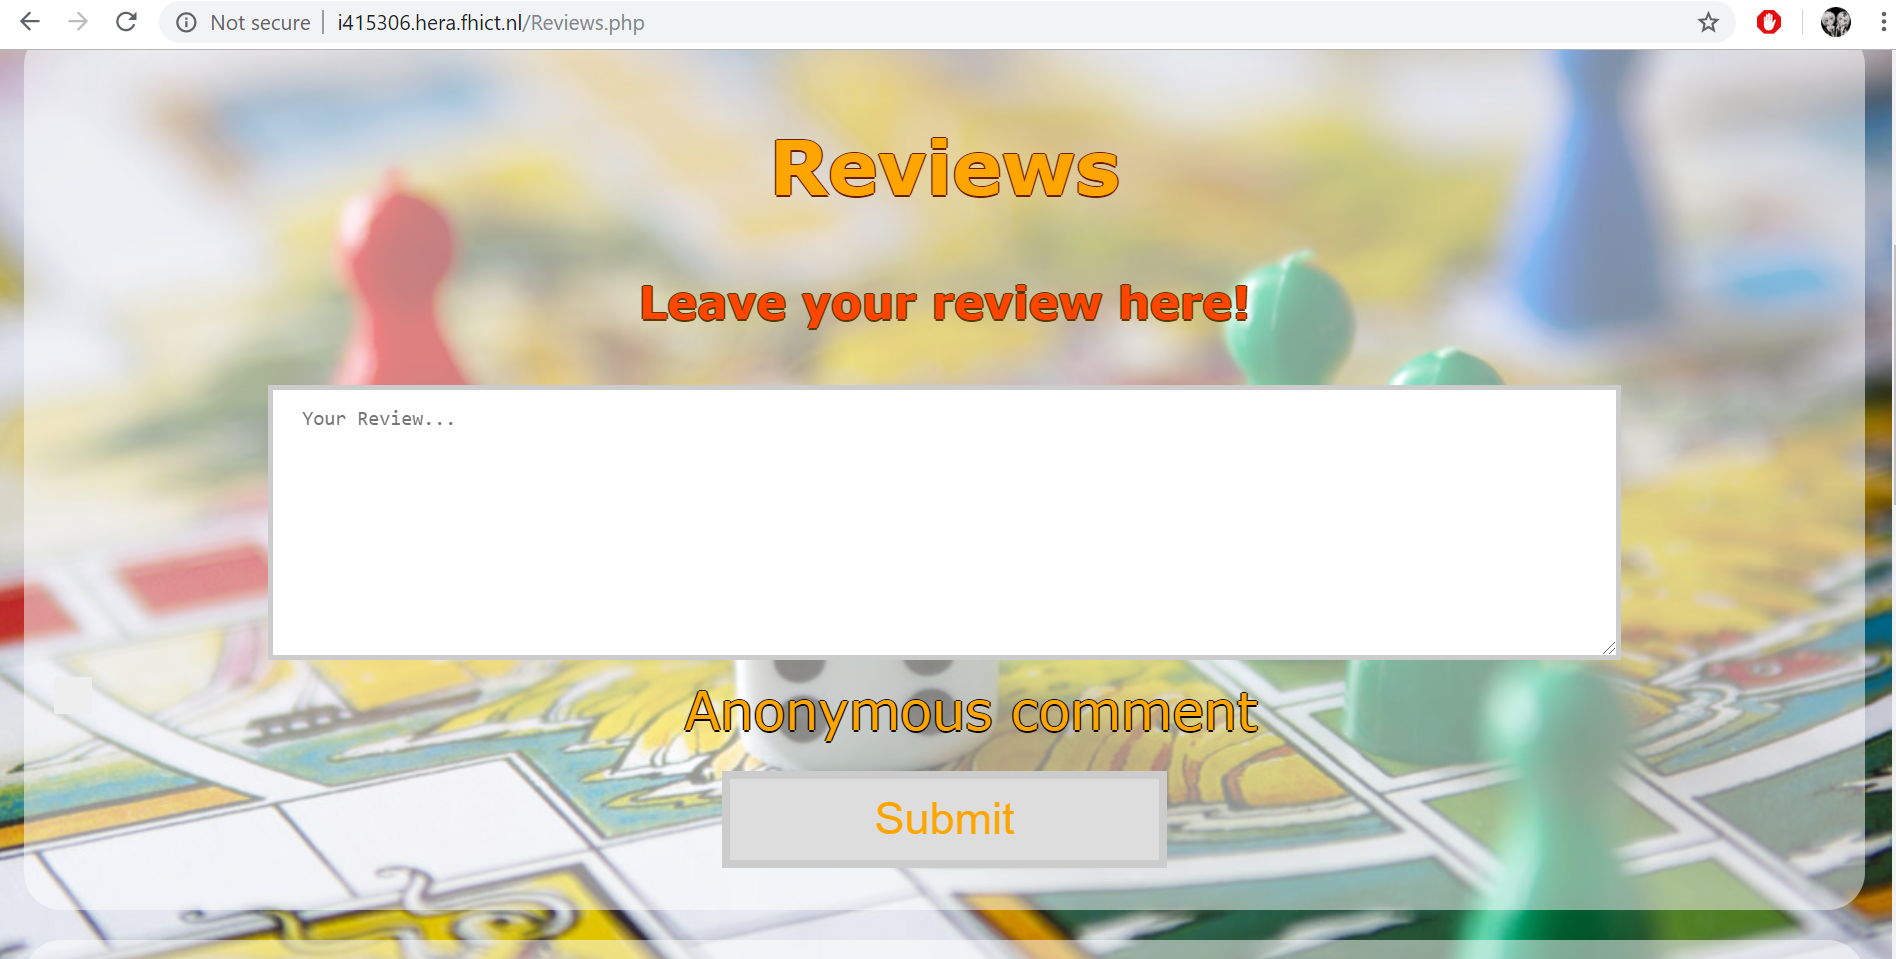 Not secure | i415306.hera.fhict.nl/Reviews.php
Reviews
Leave your review here!
Your Review...
Anonymous comment
Submit